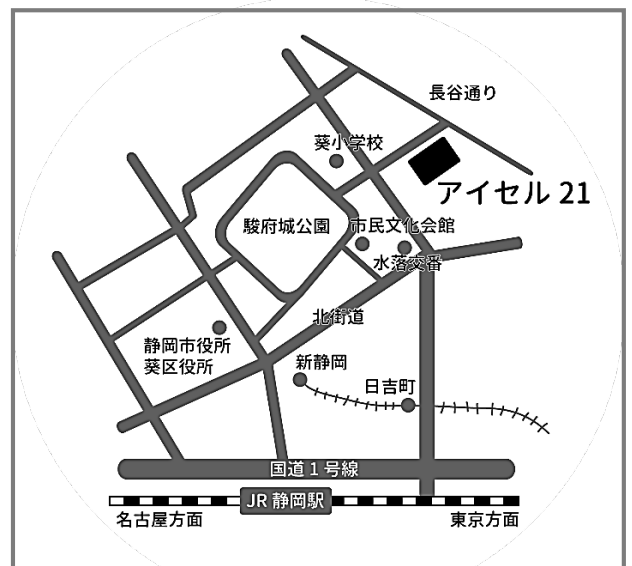 長谷通り
葵小学校
アイセル 21
駿府城公園
市民文化会館
水落交番
北街道
静岡市役所
葵区役所
新静岡
日吉町
国道 1 号線
JR 静岡駅
名古屋方面
東京方面